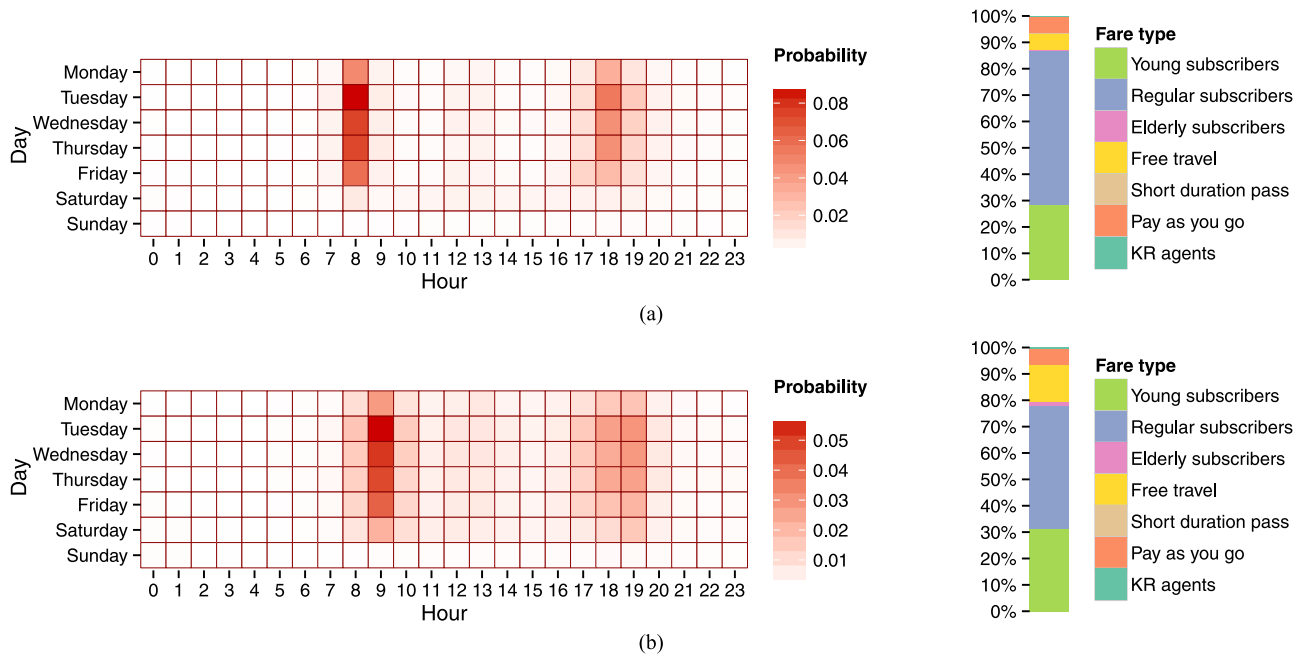 Monday
Tuesday
Wednesday
Thursday
Friday
Saturday
Sunday
Day
0 1 2 3 4 5 6 7 8 9 10 11 12 13 14 15 16 17 18 19 20 21 22 23
Hour
Probability
0.08
0.06
0.04
0.02
100%
90%
80%
70%
60%
50%
40%
30%
20%
10%
0%
Fare type
Young subscribers
Regular subscribers
Elderly subscribers
Free travel
Short duration pass
Pay as you go
KR agents
(a)
Monday
Tuesday
Wednesday
Thursday
Friday
Saturday
Sunday
Day
0 1 2 3 4 5 6 7 8 9 10 11 12 13 14 15 16 17 18 19 20 21 22 23
Hour
Probability
0.05
0.04
0.03
0.02
0.01
100%
90%
80%
70%
60%
50%
40%
30%
20%
10%
0%
Fare type
Young subscribers
Regular subscribers
Elderly subscribers
Free travel
Short duration pass
Pay as you go
KR agents
(b)